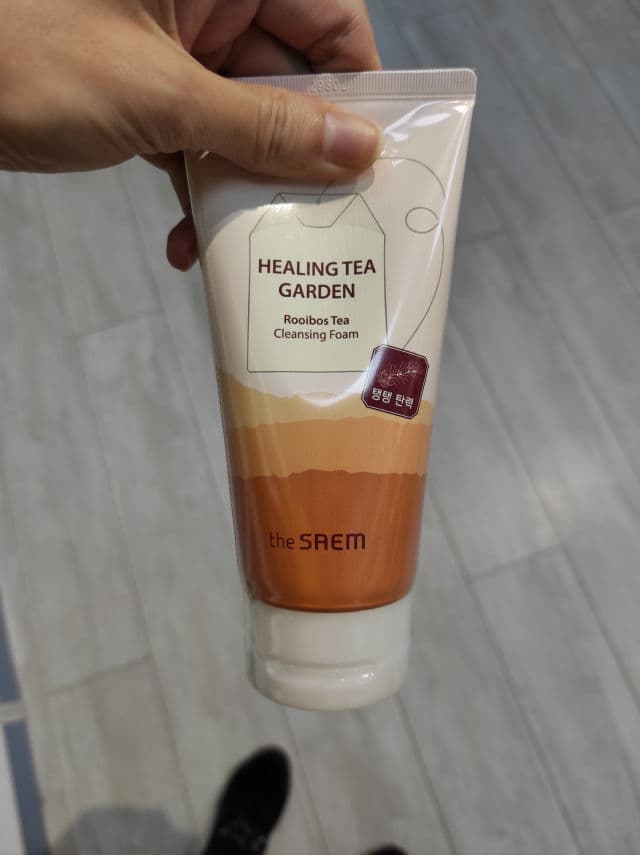 HEALING TEA
GARDEN
Rooibos Tea
Cleansing Foam
탱탱 탄력
the SAEM